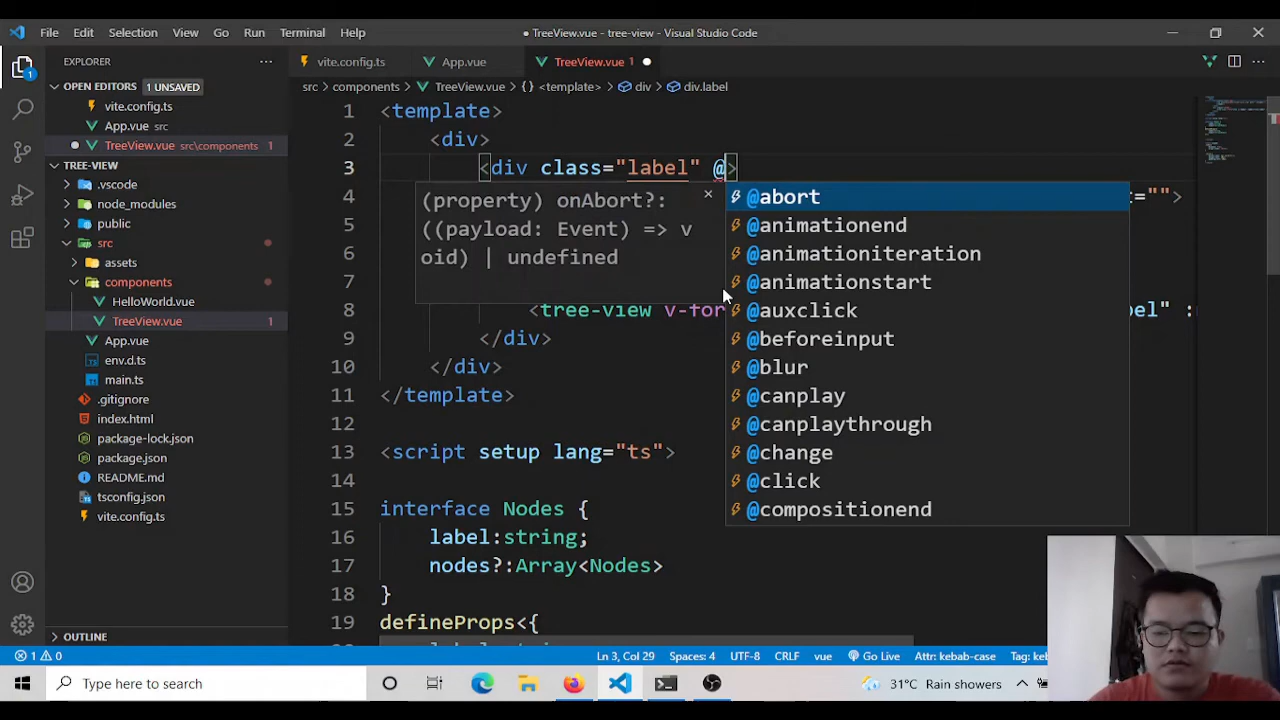 File Edit Selection View Go Run Terminal Help
TreeView.vue - tree-view - Visual Studio Code
EXPLORER
vite.config.ts App.vue TreeView.vue 1
OPEN EDITORS 1 UNSAVED
src > components > TreeView.vue > {} <template> > div > div.label
vite.config.ts
App.vue src
TreeView.vue src\components 1
TREE-VIEW
.vscode
node_modules
public
src
assets
components
HelloWorld.vue
TreeView.vue 1
App.vue
env.d.ts
main.ts
.gitignore
index.html
package-lock.json
package.json
README.md
tsconfig.json
vite.config.ts
OUTLINE
1 <template>
2 <div>
3 <div class="label" @>
4 ="">
5
6
7
8 <tree-view v-for el" :
9 </div>
10 </div>
11 </template>
12
13 <script setup lang="ts">
14
15 interface Nodes {
16 label:string;
17 nodes?:Array<Nodes>
18 }
19 defineProps<{
(property) onAbort?:
((payload: Event) => v
oid) | undefined
@abort
@animationend
@animationiteration
@animationstart
@auxclick
@beforeinput
@blur
@canplay
@canplaythrough
@change
@click
@compositionend
1 0 Ln 3, Col 29 Spaces: 4 UTF-8 CRLF vue Go Live Attr: kebab-case Tag: ke
Type here to search
31°C Rain showers